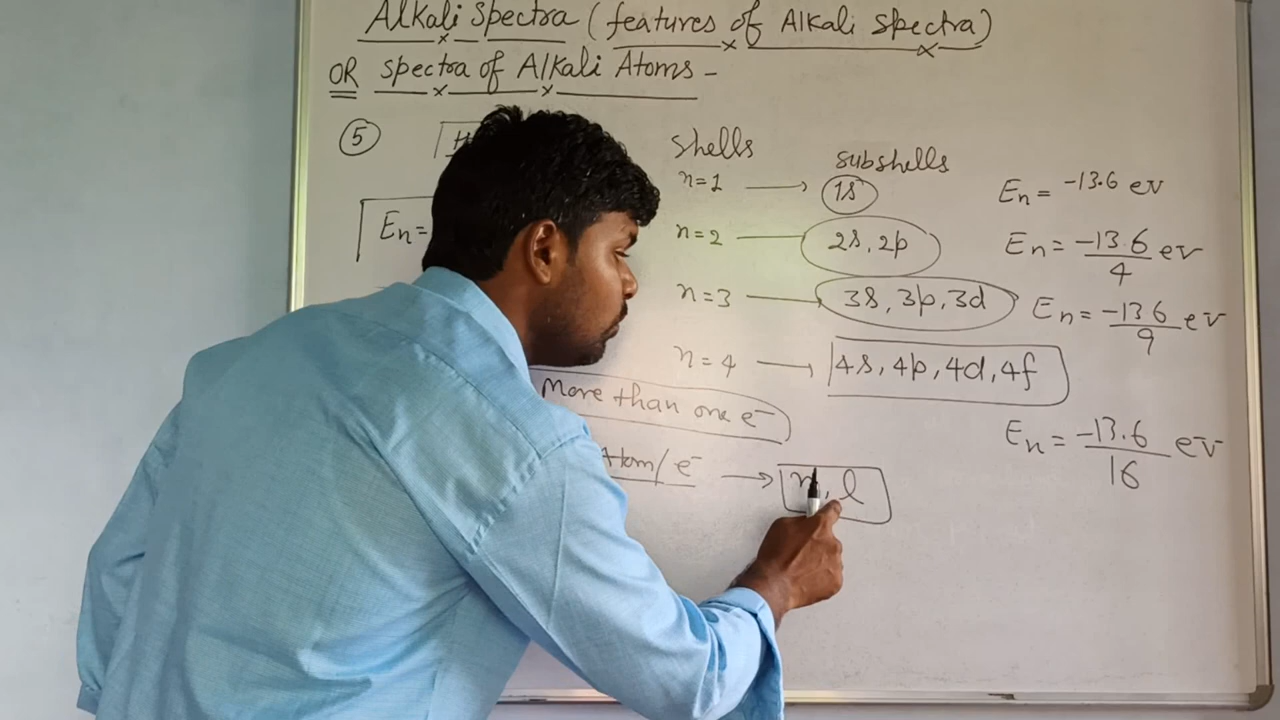 Alkali spectra (features of Alkali spectra)
OR spectra of Alkali Atoms -
5
shells subshells
n=1 → 1s En = -13.6 ev
n=2 — 2s, 2p En = -13.6/4 ev
En=
n=3 — 3s, 3p, 3d En = -13.6/9 ev
n=4 → 4s, 4p, 4d, 4f
More than one e⁻
En = -13.6/16 ev
Atom/e⁻ → n, l